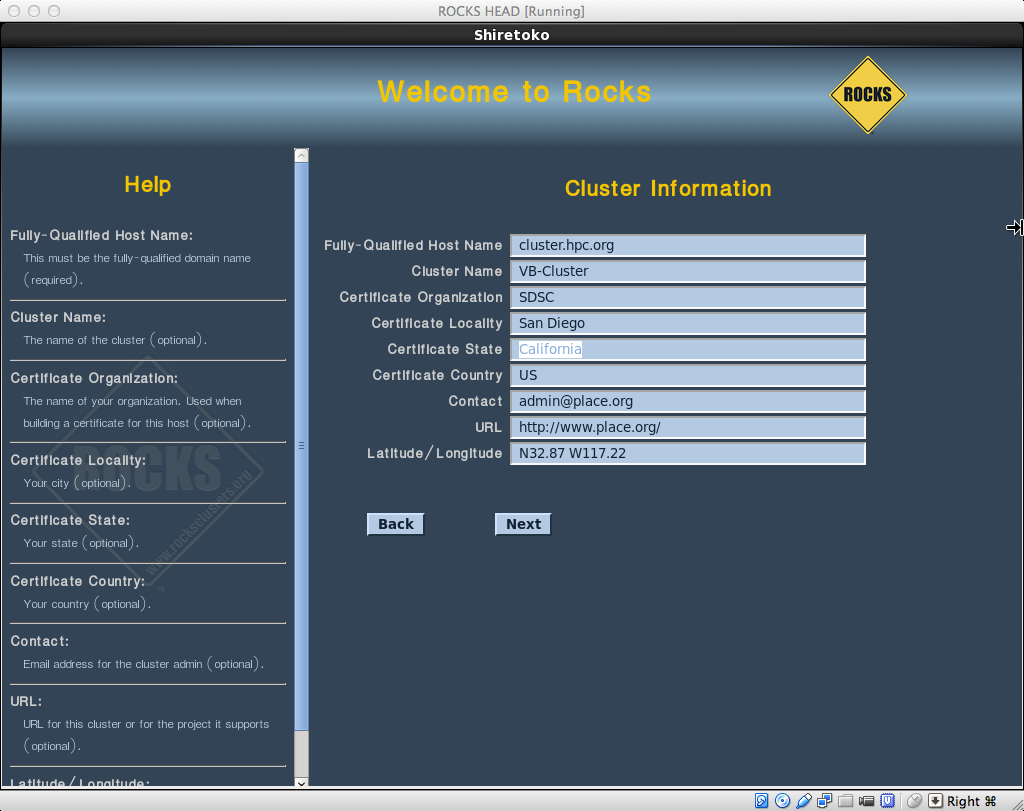 ROCKS HEAD [Running]
Shiretoko
Welcome to Rocks
ROCKS
Help
Fully-Qualified Host Name:
This must be the fully-qualified domain name
(required).
Cluster Name:
The name of the cluster (optional).
Certificate Organization:
The name of your organization. Used when
building a certificate for this host (optional).
Certificate Locality:
Your city (optional).
Certificate State:
Your state (optional).
Certificate Country:
Your country (optional).
Contact:
Email address for the cluster admin (optional).
URL:
URL for this cluster or for the project it supports
(optional).
Latitude/Longitude:
ROCKS
www.rocksclusters.org
Cluster Information
Fully-Qualified Host Name cluster.hpc.org
Cluster Name VB-Cluster
Certificate Organization SDSC
Certificate Locality San Diego
Certificate State California
Certificate Country US
Contact admin@place.org
URL http://www.place.org/
Latitude/Longitude N32.87 W117.22
Back Next
Right ⌘